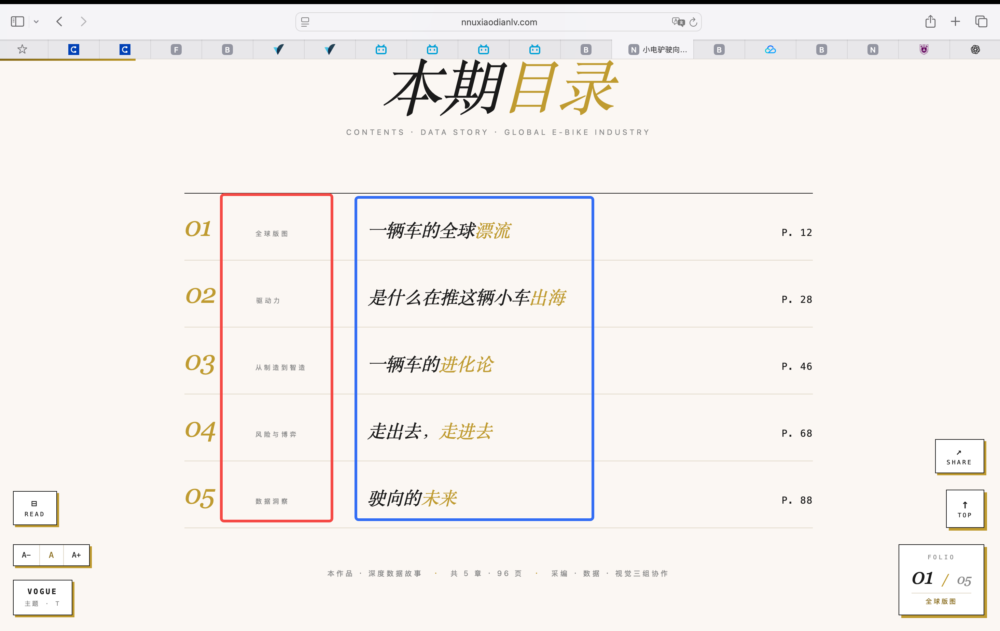 nnuxiaodianlv.com
F
B
B
N 小电驴驶向...
B
B
N
本期目录
CONTENTS · DATA STORY · GLOBAL E-BIKE INDUSTRY
01 全球版图 一辆车的全球漂流 P. 12
02 驱动力 是什么在推这辆小车出海 P. 28
03 从制造到智造 一辆车的进化论 P. 46
04 风险与博弈 走出去，走进去 P. 68
05 数据洞察 驶向的未来 P. 88
本作品 · 深度数据故事 · 共 5 章 · 96 页 · 采编 · 数据 · 视觉三组协作
READ
A− A A+
VOGUE
主题 · T
↗
SHARE
↑
TOP
FOLIO
01 / 05
全球版图